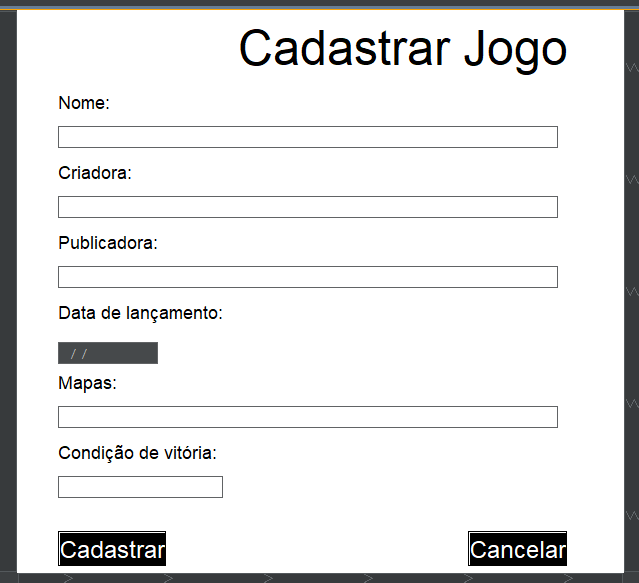 Cadastrar Jogo
Nome:
Criadora:
Publicadora:
Data de lançamento:
/ /
Mapas:
Condição de vitória:
Cadastrar Cancelar